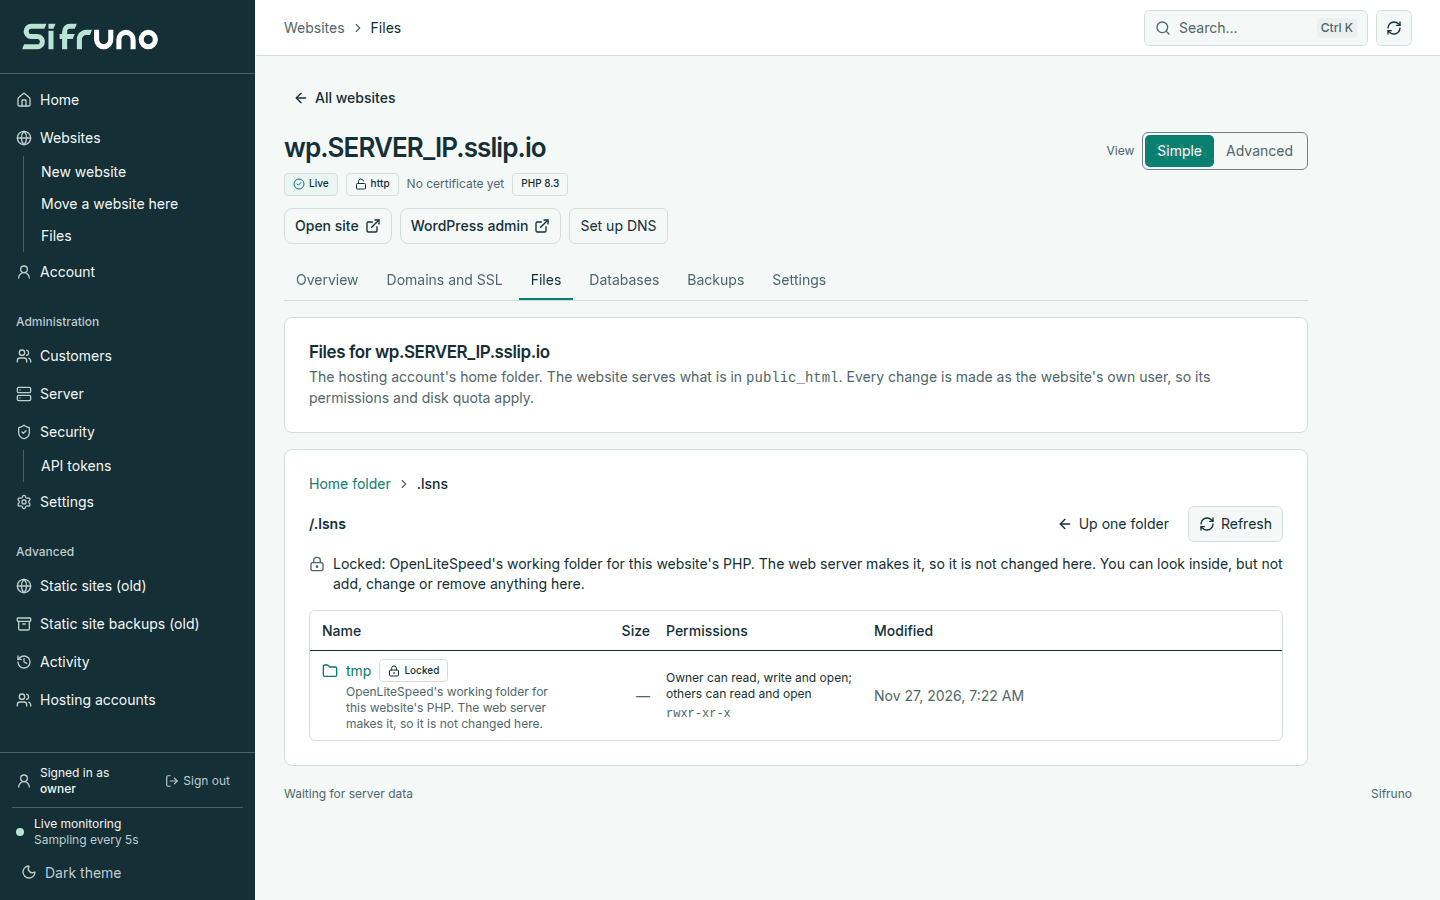 Sifruno
Websites > Files
Search...
Ctrl K
Home
Websites
New website
Move a website here
Files
Account
Administration
Customers
Server
Security
API tokens
Settings
Advanced
Static sites (old)
Static site backups (old)
Activity
Hosting accounts
Signed in as
owner
Sign out
Live monitoring
Sampling every 5s
Dark theme
All websites
wp.SERVER_IP.sslip.io
View
Simple
Advanced
Live
http
No certificate yet
PHP 8.3
Open site
WordPress admin
Set up DNS
Overview
Domains and SSL
Files
Databases
Backups
Settings
Files for wp.SERVER_IP.sslip.io
The hosting account's home folder. The website serves what is in public_html. Every change is made as the website's own user, so its
permissions and disk quota apply.
Home folder > .lsns
/.lsns
Up one folder
Refresh
Locked: OpenLiteSpeed's working folder for this website's PHP. The web server makes it, so it is not changed here. You can look inside, but not
add, change or remove anything here.
Name
Size
Permissions
Modified
tmp
Locked
OpenLiteSpeed's working folder for
this website's PHP. The web server
makes it, so it is not changed here.
—
Owner can read, write and open;
others can read and open
rwxr-xr-x
Nov 27, 2026, 7:22 AM
Waiting for server data
Sifruno